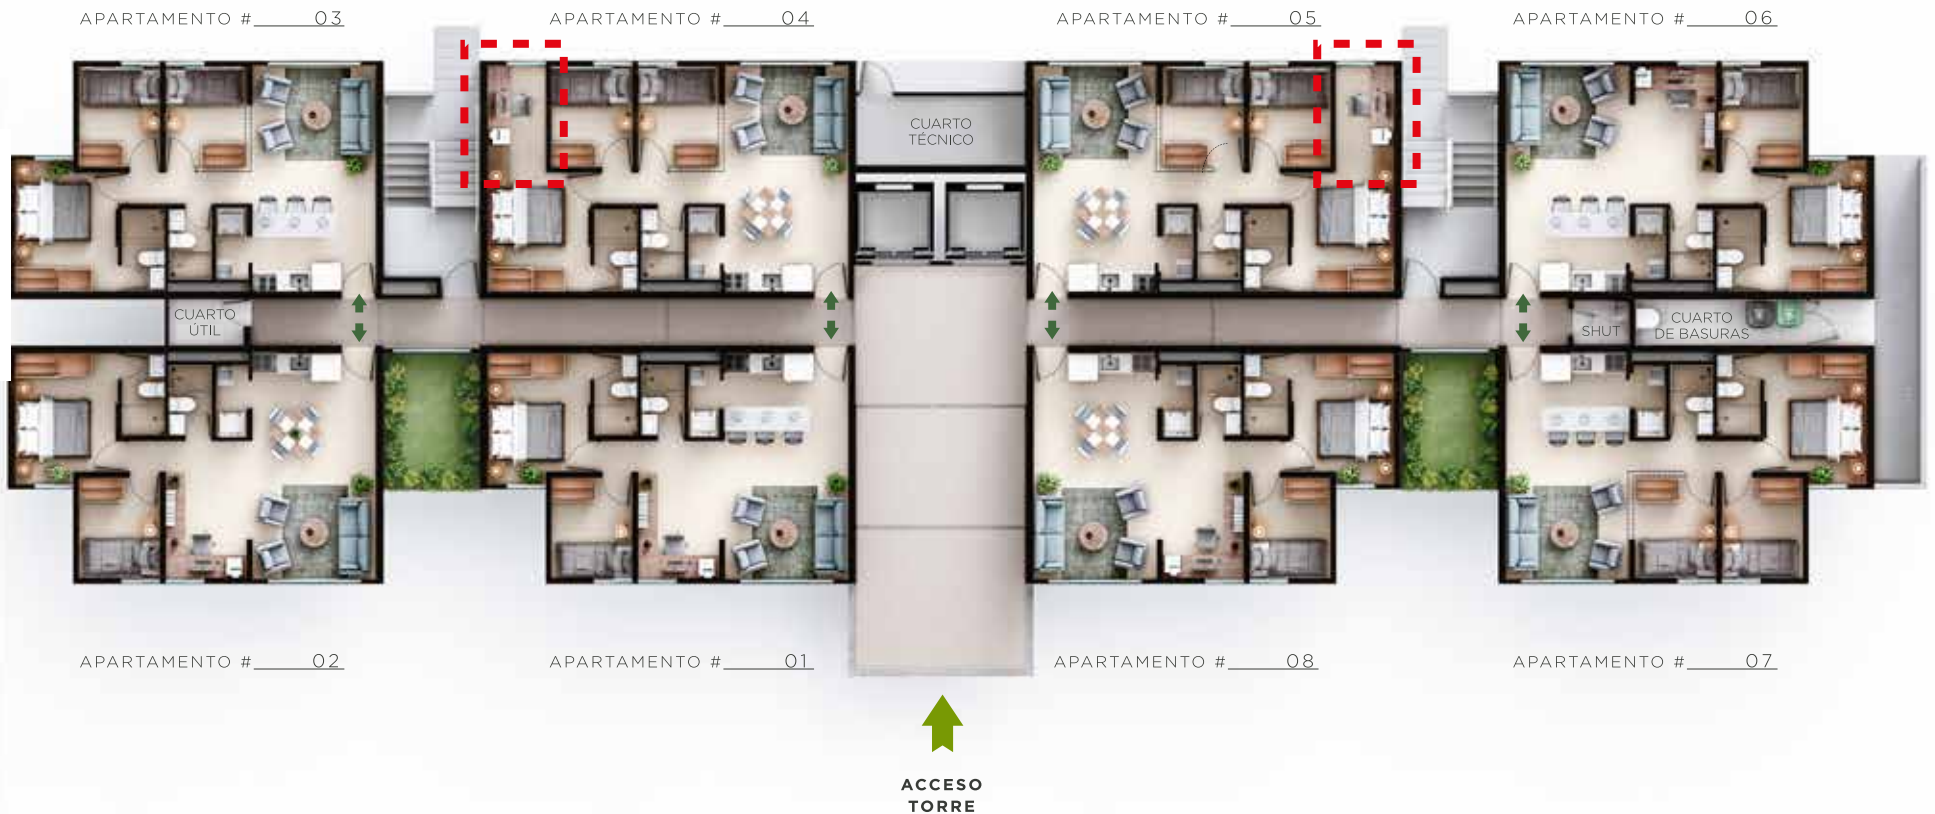 APARTAMENTO # 03
APARTAMENTO # 04
APARTAMENTO # 05
APARTAMENTO # 06
CUARTO
TÉCNICO
CUARTO
ÚTIL
SHUT
CUARTO
DE BASURAS
APARTAMENTO # 02
APARTAMENTO # 01
APARTAMENTO # 08
APARTAMENTO # 07
ACCESO
TORRE